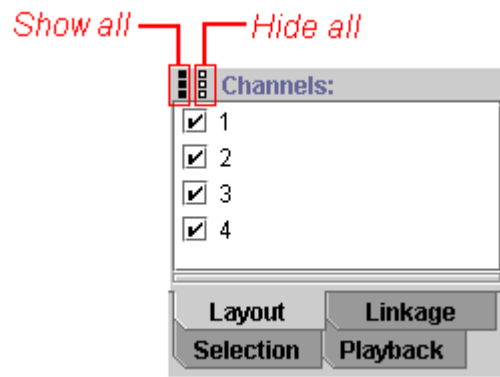 Show all Hide all
Channels:
1
2
3
4
Layout Linkage
Selection Playback